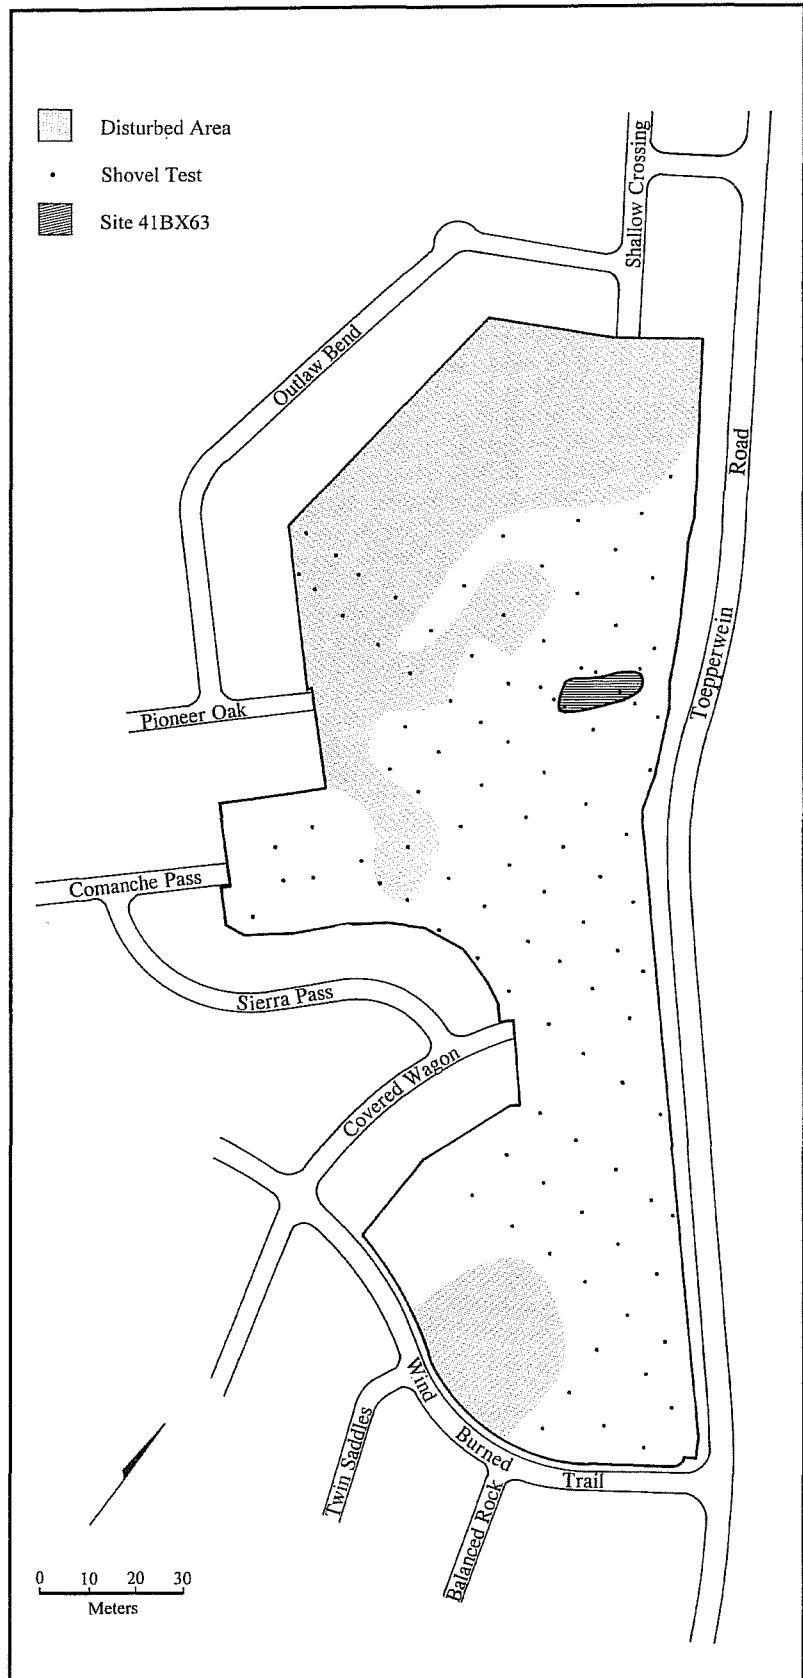 Disturbed Area
Shovel Test
Site 41BX63
Shallow Crossing
Outlaw Bend
Road
Toepperwein
Pioneer Oak
Comanche Pass
Sierra Pass
Covered Wagon
Wind
Burned
Trail
Twin Saddles
Balanced Rock
0 10 20 30
Meters